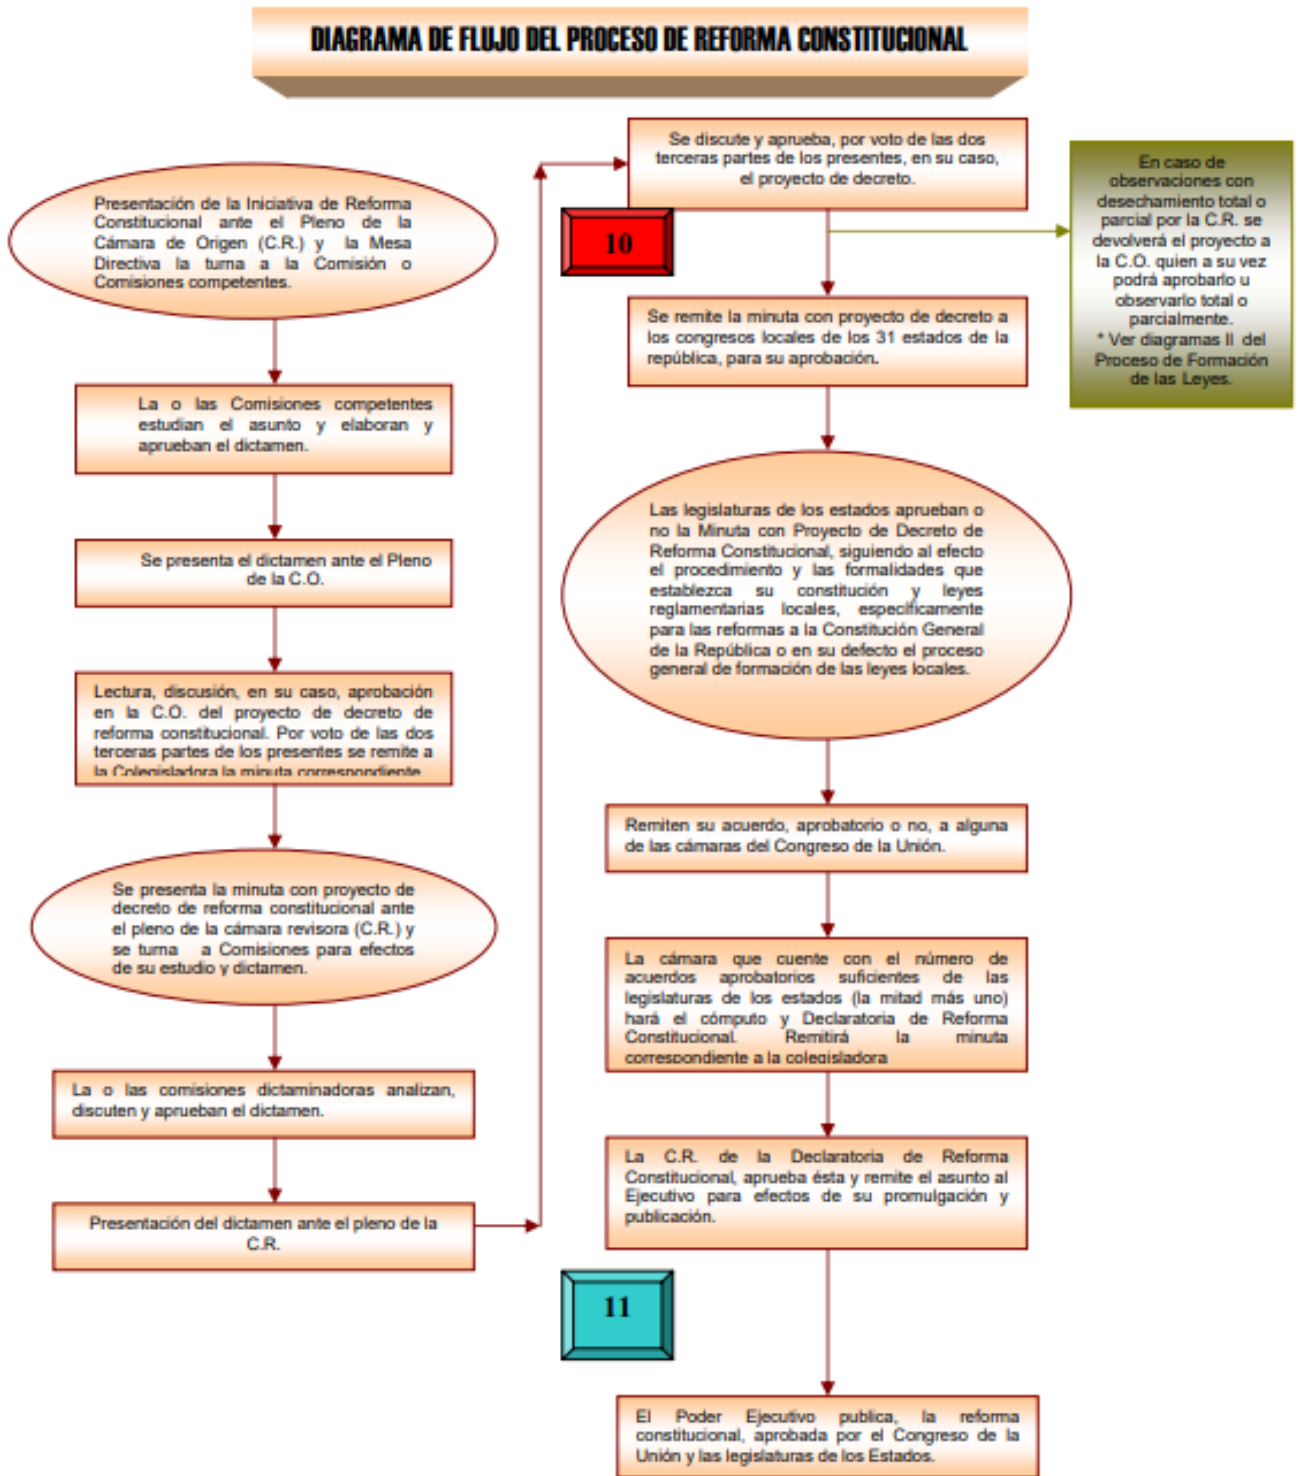 DIAGRAMA DE FLUJO DEL PROCESO DE REFORMA CONSTITUCIONAL
Presentación de la Iniciativa de Reforma
Constitucional ante el Pleno de la
Cámara de Origen (C.R.) y la Mesa
Directiva la turna a la Comisión o
Comisiones competentes.
La o las Comisiones competentes
estudian el asunto y elaboran y
aprueban el dictamen.
Se presenta el dictamen ante el Pleno
de la C.O.
Lectura, discusión, en su caso, aprobación
en la C.O. del proyecto de decreto de
reforma constitucional. Por voto de las dos
terceras partes de los presentes se remite a
la Colegisladora la minuta correspondiente
Se presenta la minuta con proyecto de
decreto de reforma constitucional ante
el pleno de la cámara revisora (C.R.) y
se turna a Comisiones para efectos
de su estudio y dictamen.
La o las comisiones dictaminadoras analizan,
discuten y aprueban el dictamen.
Presentación del dictamen ante el pleno de la
C.R.
Se discute y aprueba, por voto de las dos
terceras partes de los presentes, en su caso,
el proyecto de decreto.
10
En caso de
observaciones con
desechamiento total o
parcial por la C.R. se
devolverá el proyecto a
la C.O. quien a su vez
podrá aprobarlo u
observarlo total o
parcialmente.
* Ver diagramas II del
Proceso de Formación
de las Leyes.
Se remite la minuta con proyecto de decreto a
los congresos locales de los 31 estados de la
república, para su aprobación.
Las legislaturas de los estados aprueban o
no la Minuta con Proyecto de Decreto de
Reforma Constitucional, siguiendo al efecto
el procedimiento y las formalidades que
establezca su constitución y leyes
reglamentarias locales, específicamente
para las reformas a la Constitución General
de la República o en su defecto el proceso
general de formación de las leyes locales.
Remiten su acuerdo, aprobatorio o no, a alguna
de las cámaras del Congreso de la Unión.
La cámara que cuente con el número de
acuerdos aprobatorios suficientes de las
legislaturas de los estados (la mitad más uno)
hará el cómputo y Declaratoria de Reforma
Constitucional. Remitirá la minuta
correspondiente a la colegisladora
La C.R. de la Declaratoria de Reforma
Constitucional, aprueba ésta y remite el asunto al
Ejecutivo para efectos de su promulgación y
publicación.
11
El Poder Ejecutivo publica, la reforma
constitucional, aprobada por el Congreso de la
Unión y las legislaturas de los Estados.